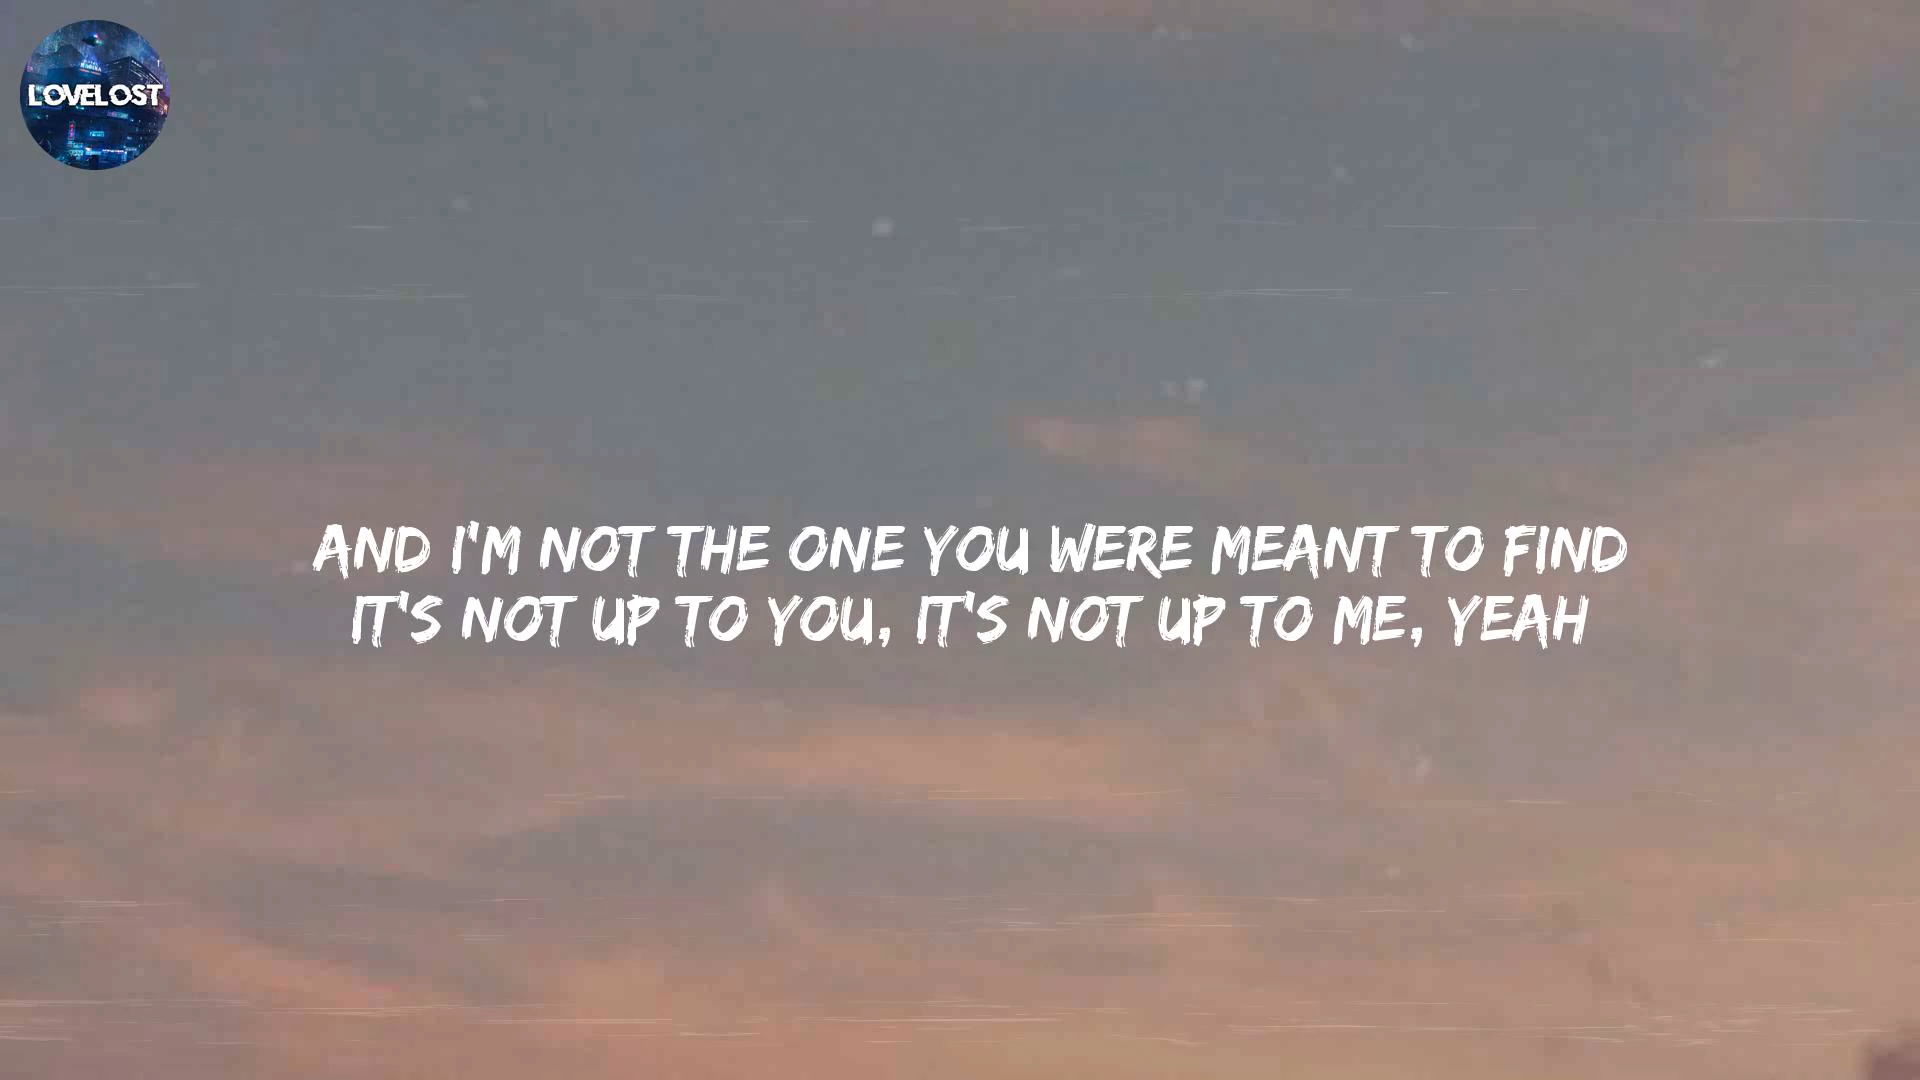 LOVELOST
AND I'M NOT THE ONE YOU WERE MEANT TO FIND
IT'S NOT UP TO YOU, IT'S NOT UP TO ME, YEAH